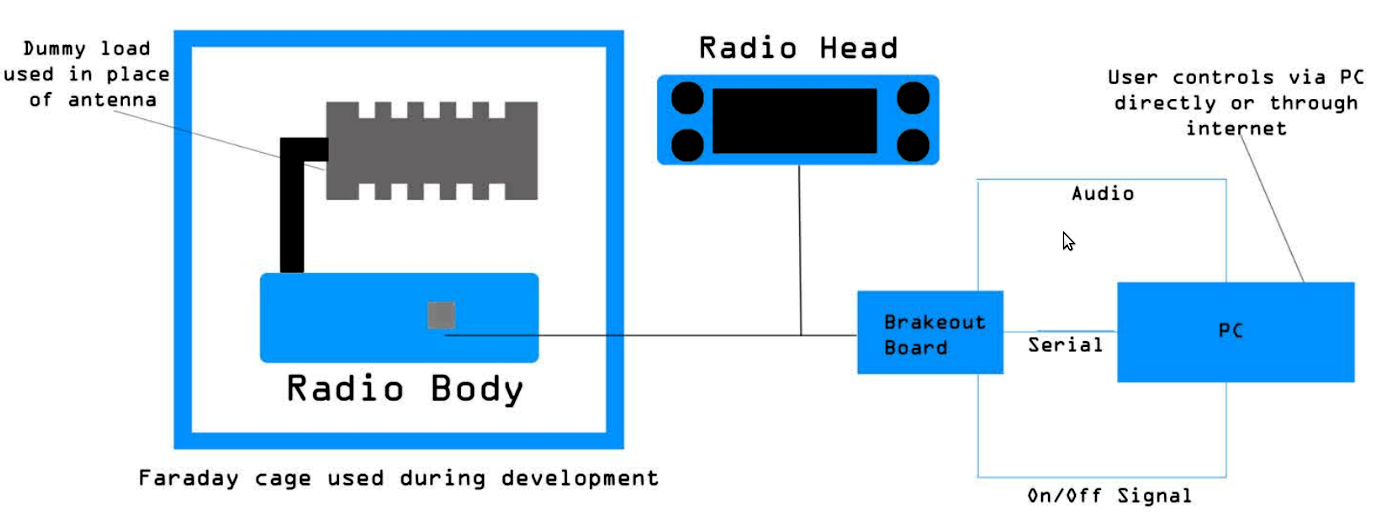 Dummy load
used in place
of antenna
Radio Head
User controls via PC
directly or through
internet
Audio
Brakeout
Board
Serial
PC
Radio Body
Faraday cage used during development
On/Off Signal